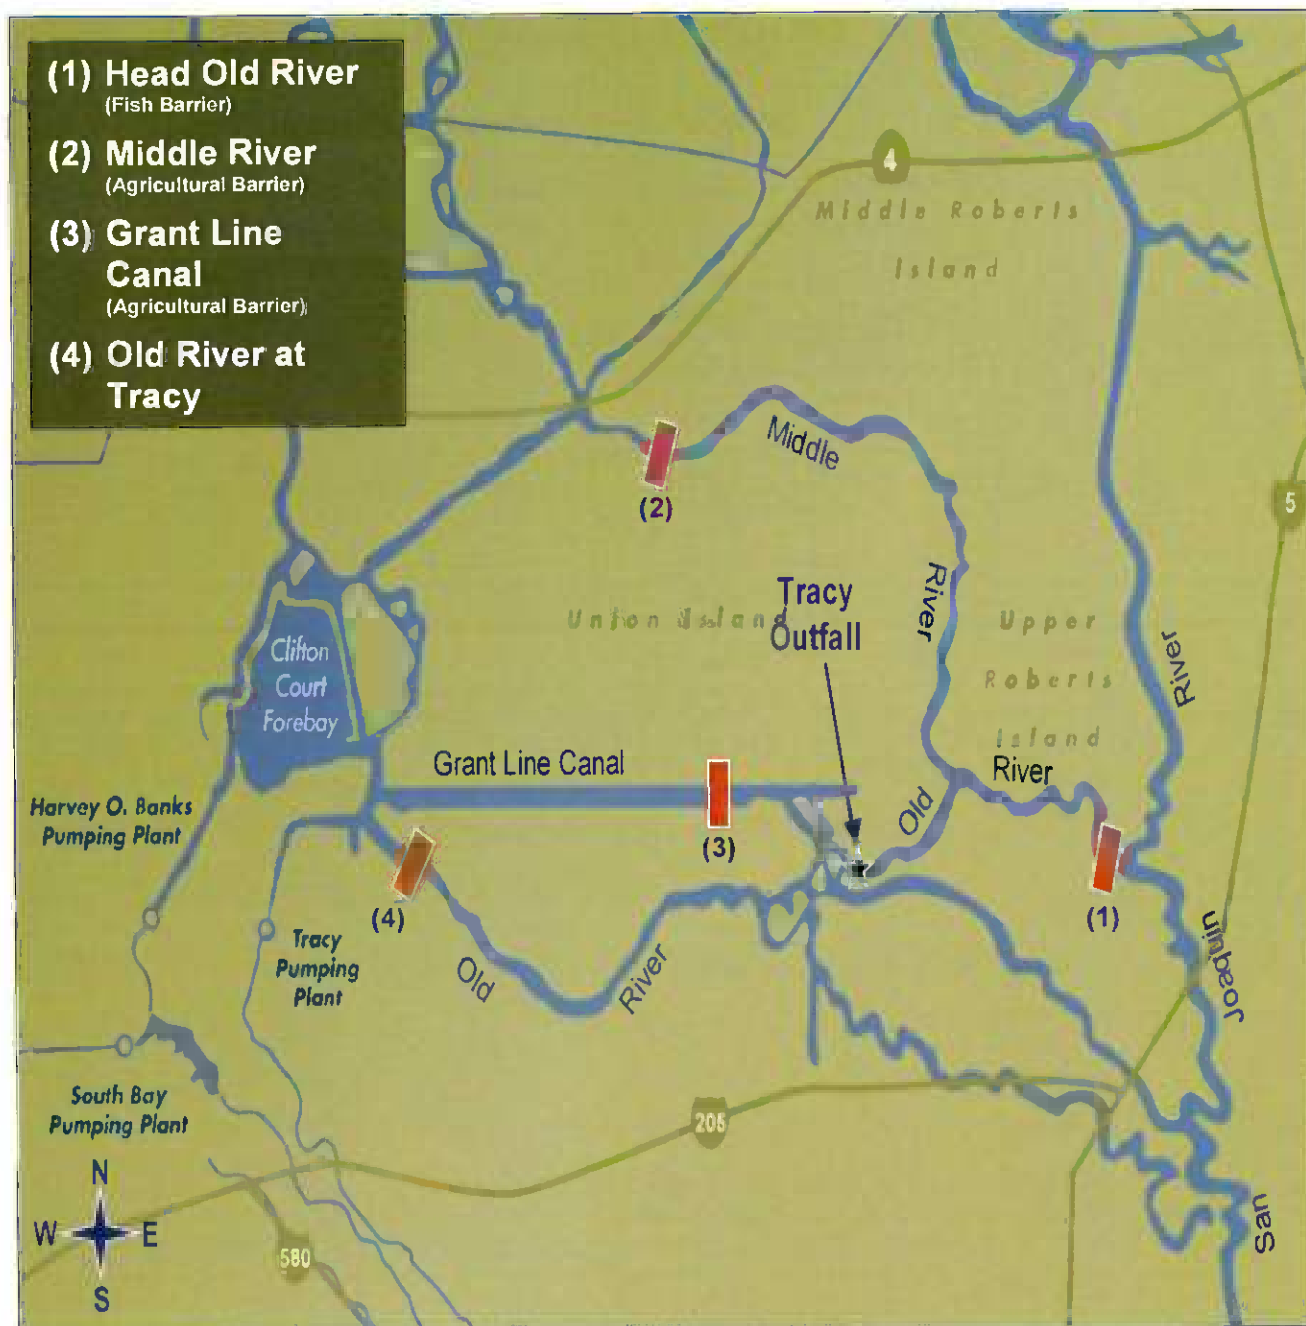 (1) Head Old River
(Fish Barrier)
(2) Middle River
(Agricultural Barrier)
(3) Grant Line
Canal
(Agricultural Barrier)
(4) Old River at
Tracy
4
Middle Roberts
Island
Middle
River
(2)
5
Tracy
Outfall
Union Island
Upper
Roberts
Island
River
Clifton
Court
Forebay
Grant Line Canal
River
Old
Harvey O. Banks
Pumping Plant
(3)
(4)
(1)
Tracy
Pumping
Plant
Old
River
Joaquin
South Bay
Pumping Plant
205
San
N
W
E
S
580